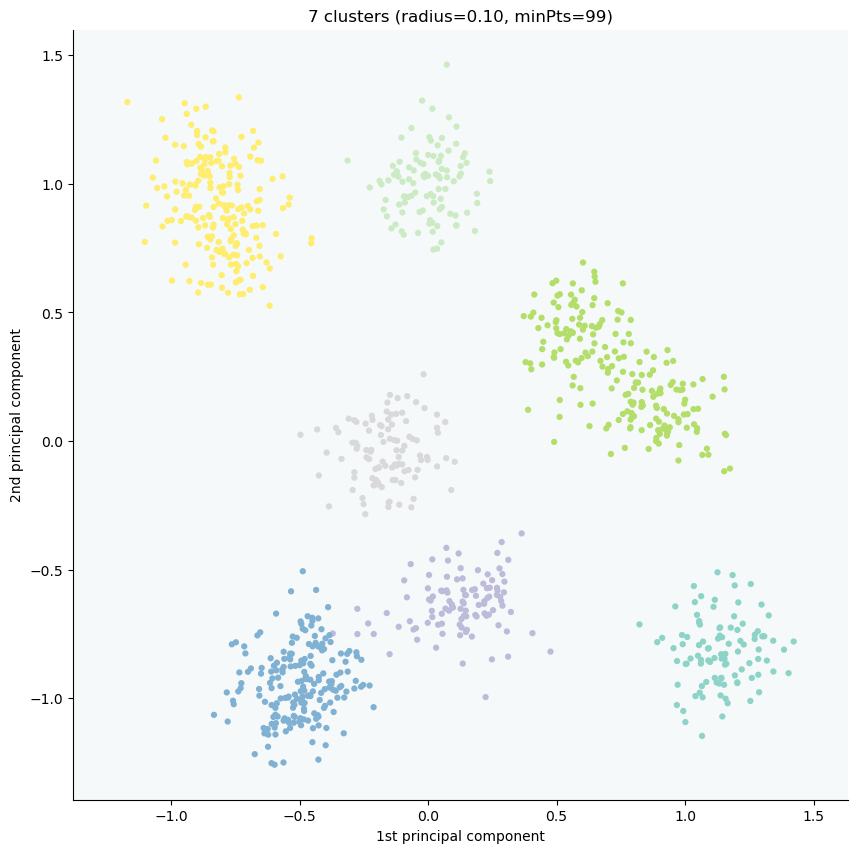 7 clusters (radius=0.10, minPts=99)
1.5
1.0
0.5
0.0
−0.5
−1.0
2nd principal component
−1.0 −0.5 0.0 0.5 1.0 1.5
1st principal component